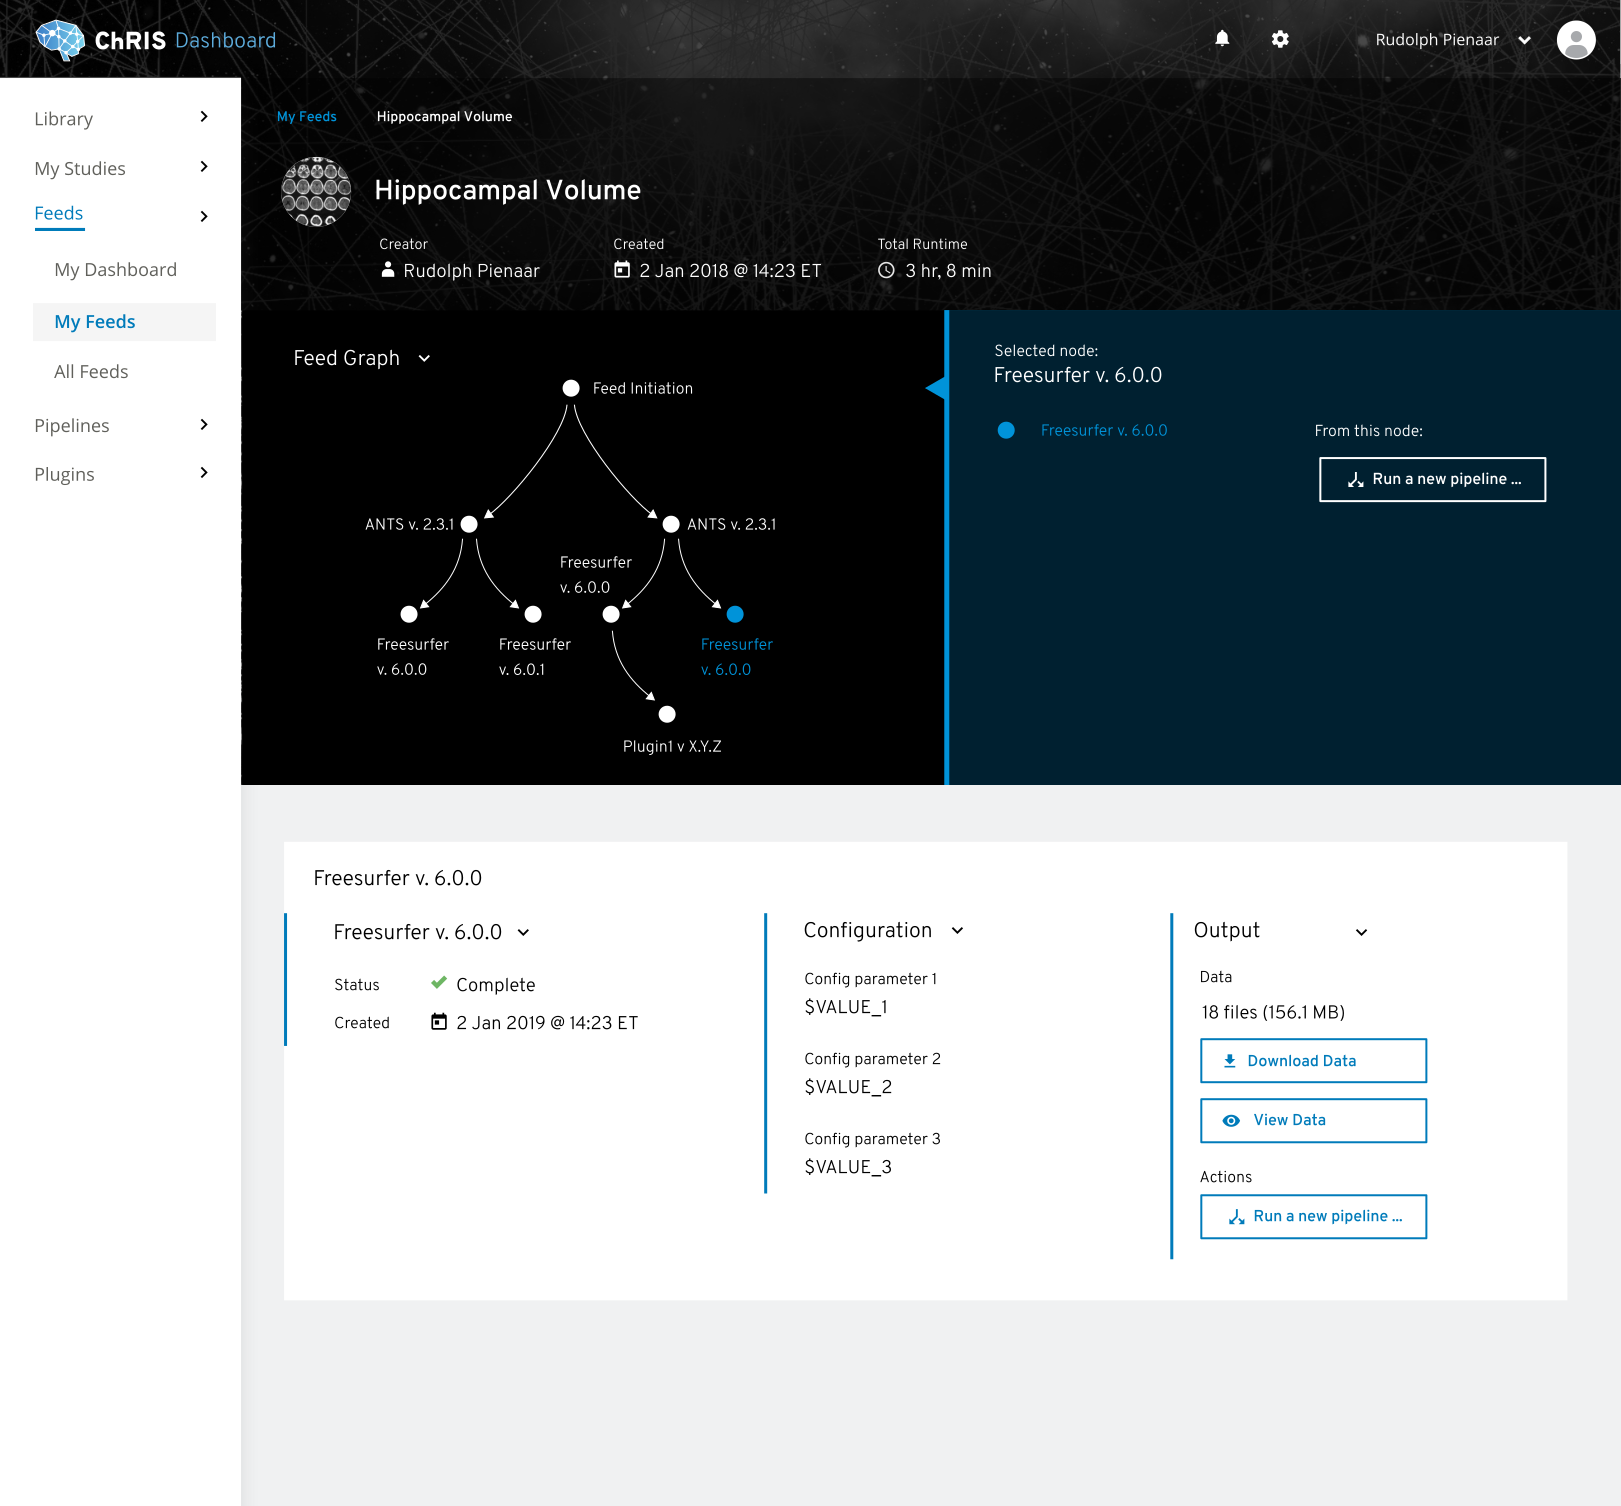 ChRIS Dashboard
Rudolph Pienaar
Library
My Studies
Feeds
My Dashboard
My Feeds
All Feeds
Pipelines
Plugins
My Feeds
Hippocampal Volume
Hippocampal Volume
Creator
Rudolph Pienaar
Created
2 Jan 2018 @ 14:23 ET
Total Runtime
3 hr, 8 min
Feed Graph
Feed Initiation
ANTS v. 2.3.1
ANTS v. 2.3.1
Freesurfer
v. 6.0.0
Freesurfer
v. 6.0.0
Freesurfer
v. 6.0.1
Freesurfer
v. 6.0.0
Plugin1 v X.Y.Z
Selected node:
Freesurfer v. 6.0.0
Freesurfer v. 6.0.0
From this node:
Run a new pipeline ...
Freesurfer v. 6.0.0
Freesurfer v. 6.0.0
Status
Complete
Created
2 Jan 2019 @ 14:23 ET
Configuration
Config parameter 1
$VALUE_1
Config parameter 2
$VALUE_2
Config parameter 3
$VALUE_3
Output
Data
18 files (156.1 MB)
Download Data
View Data
Actions
Run a new pipeline ...